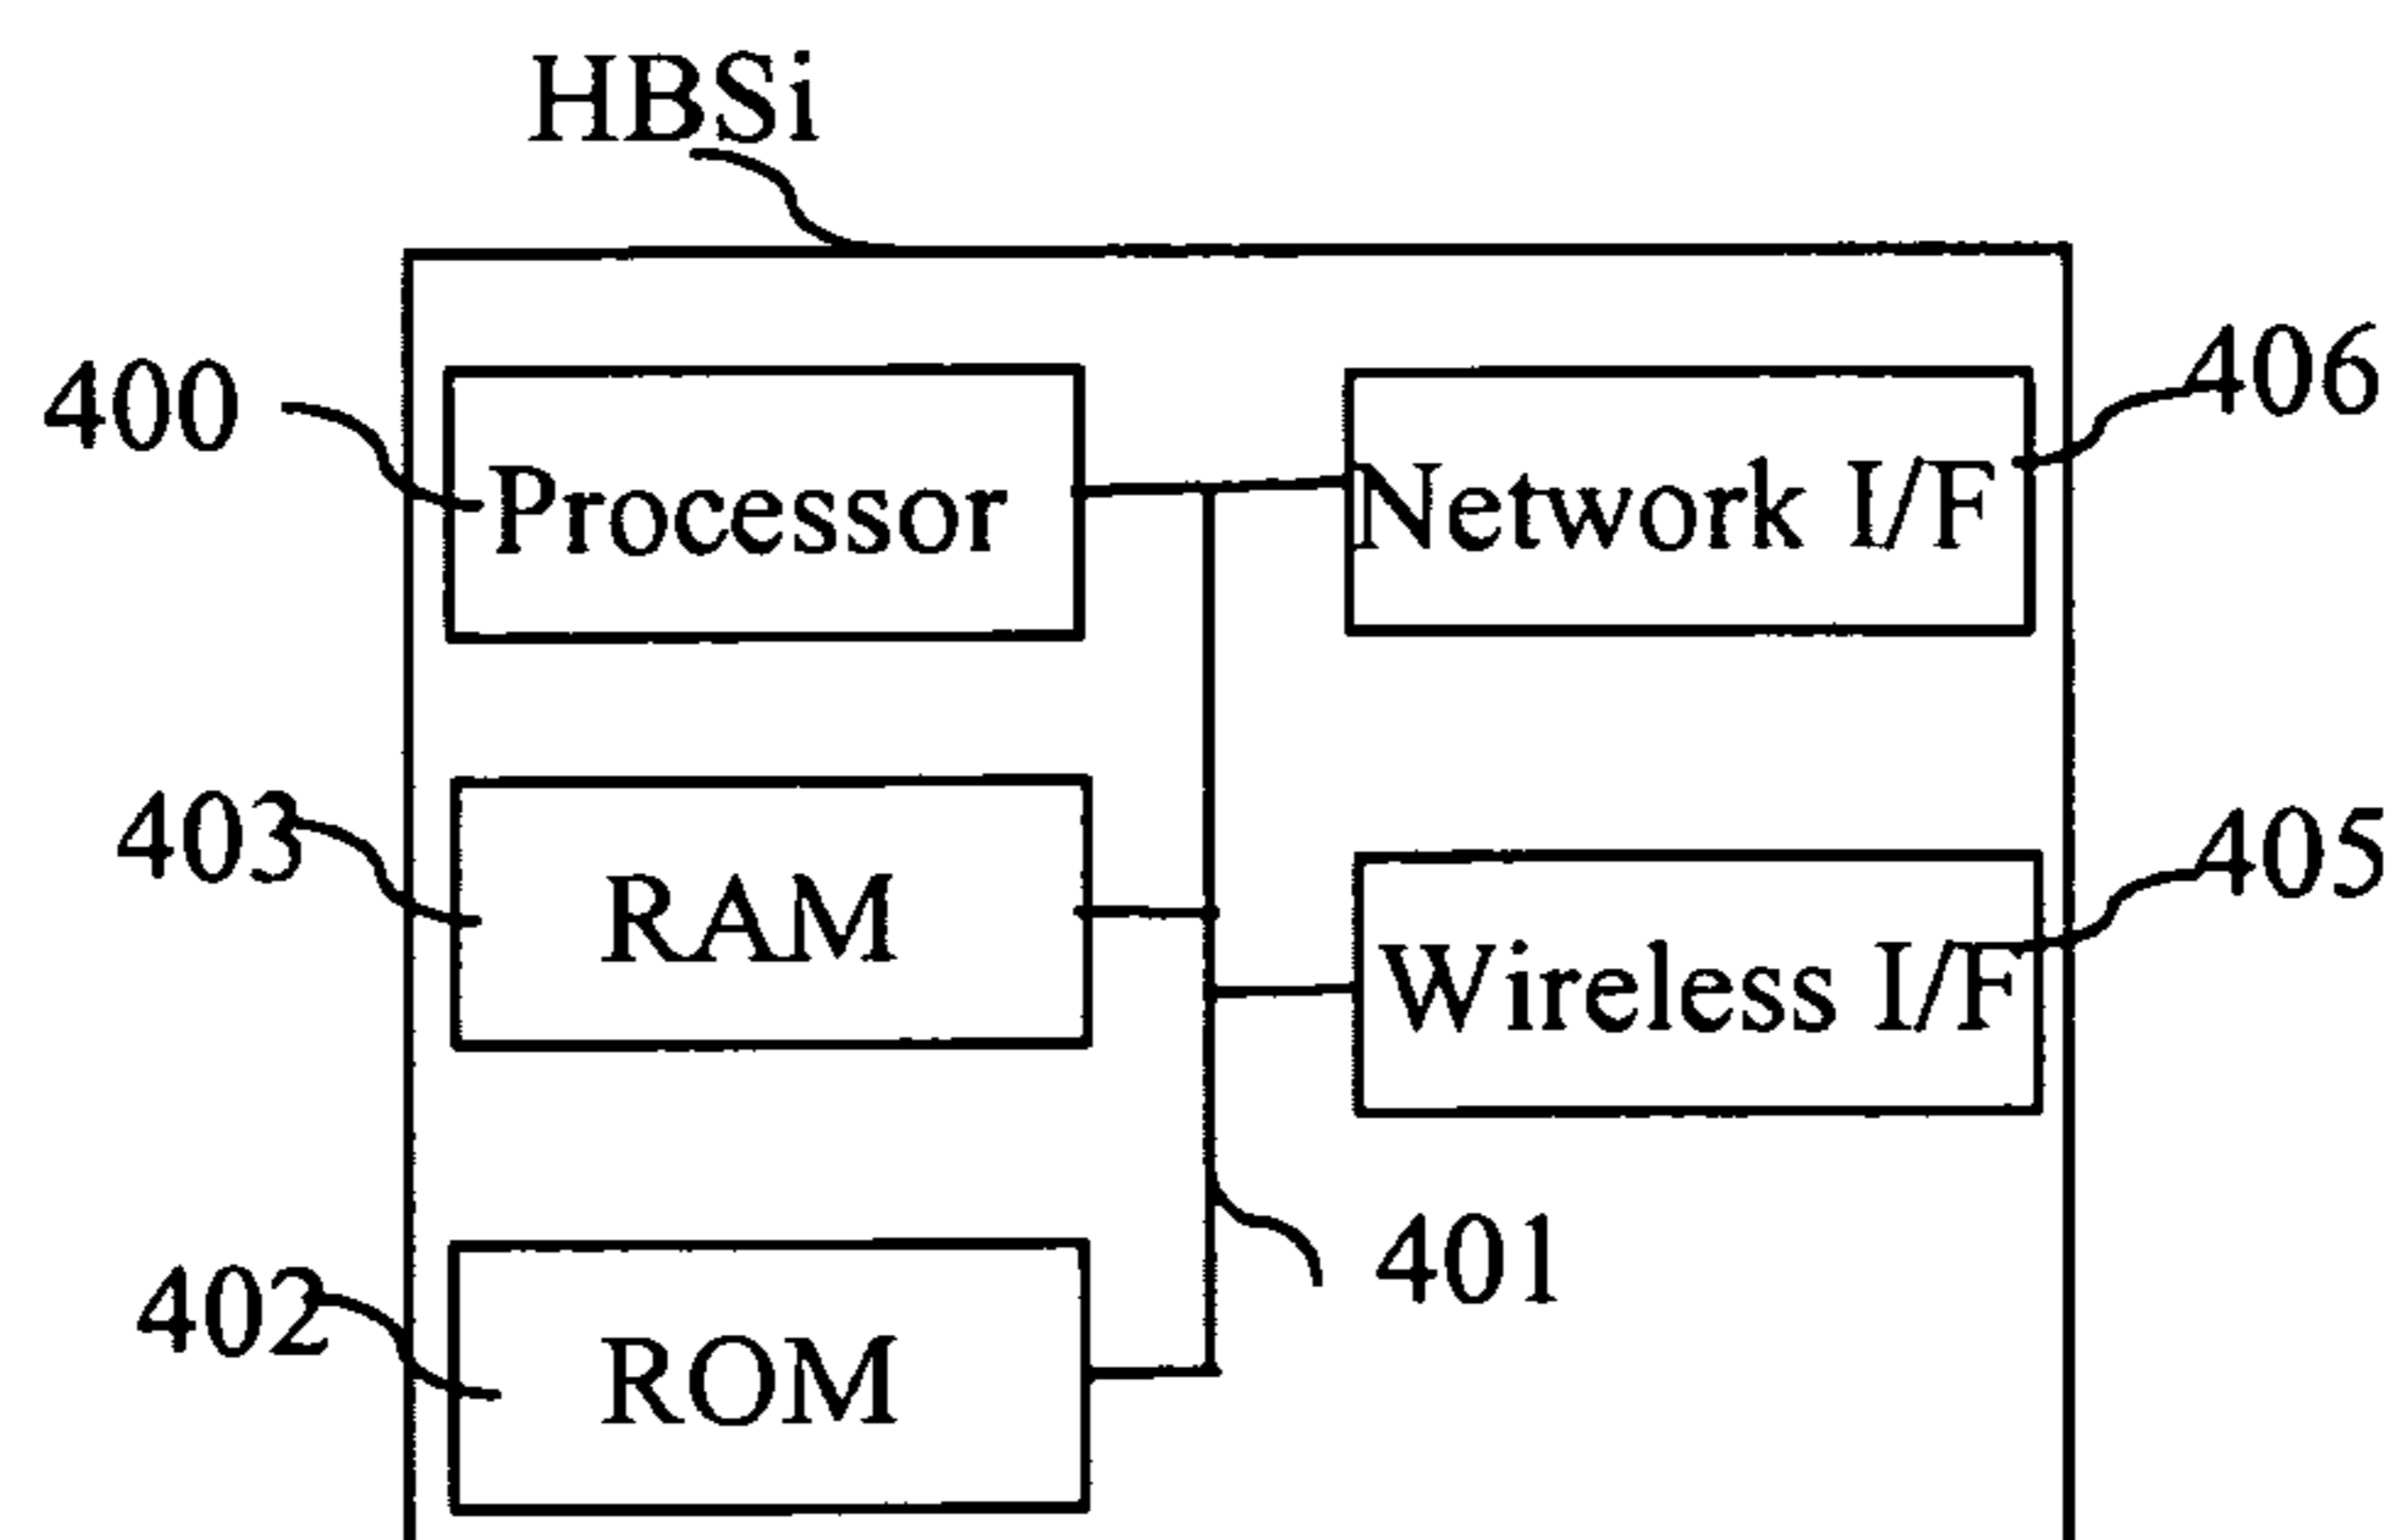 HBSi
400
Processor
Network I/F
406
403
RAM
Wireless I/F
405
401
402
ROM